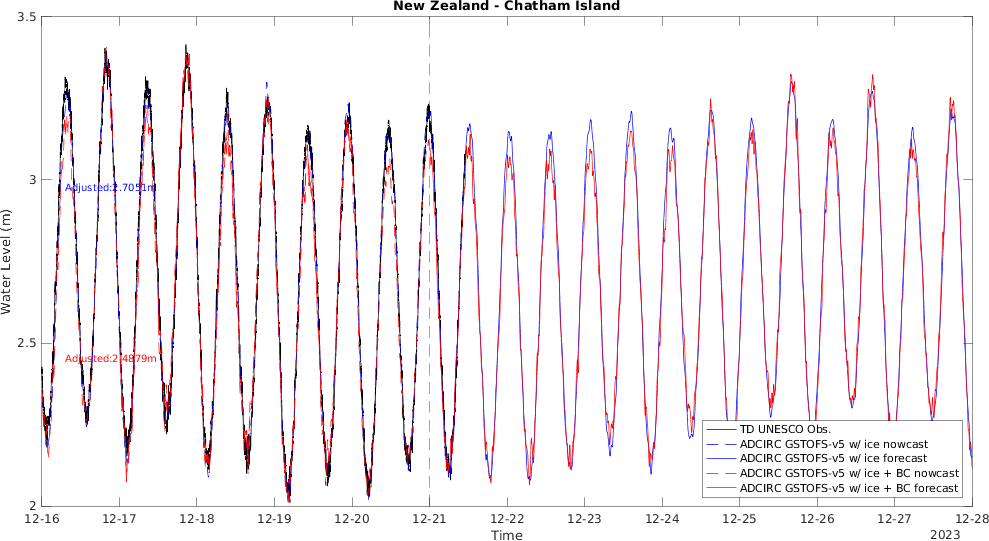 New Zealand - Chatham Island
3.5
3
2.5
2
Water Level (m)
Adjusted:2.7051m
Adjusted:2.4879m
TD UNESCO Obs.
ADCIRC GSTOFS-v5 w/ ice nowcast
ADCIRC GSTOFS-v5 w/ ice forecast
ADCIRC GSTOFS-v5 w/ ice + BC nowcast
ADCIRC GSTOFS-v5 w/ ice + BC forecast
12-16 12-17 12-18 12-19 12-20 12-21 12-22 12-23 12-24 12-25 12-26 12-27 12-28
Time
2023